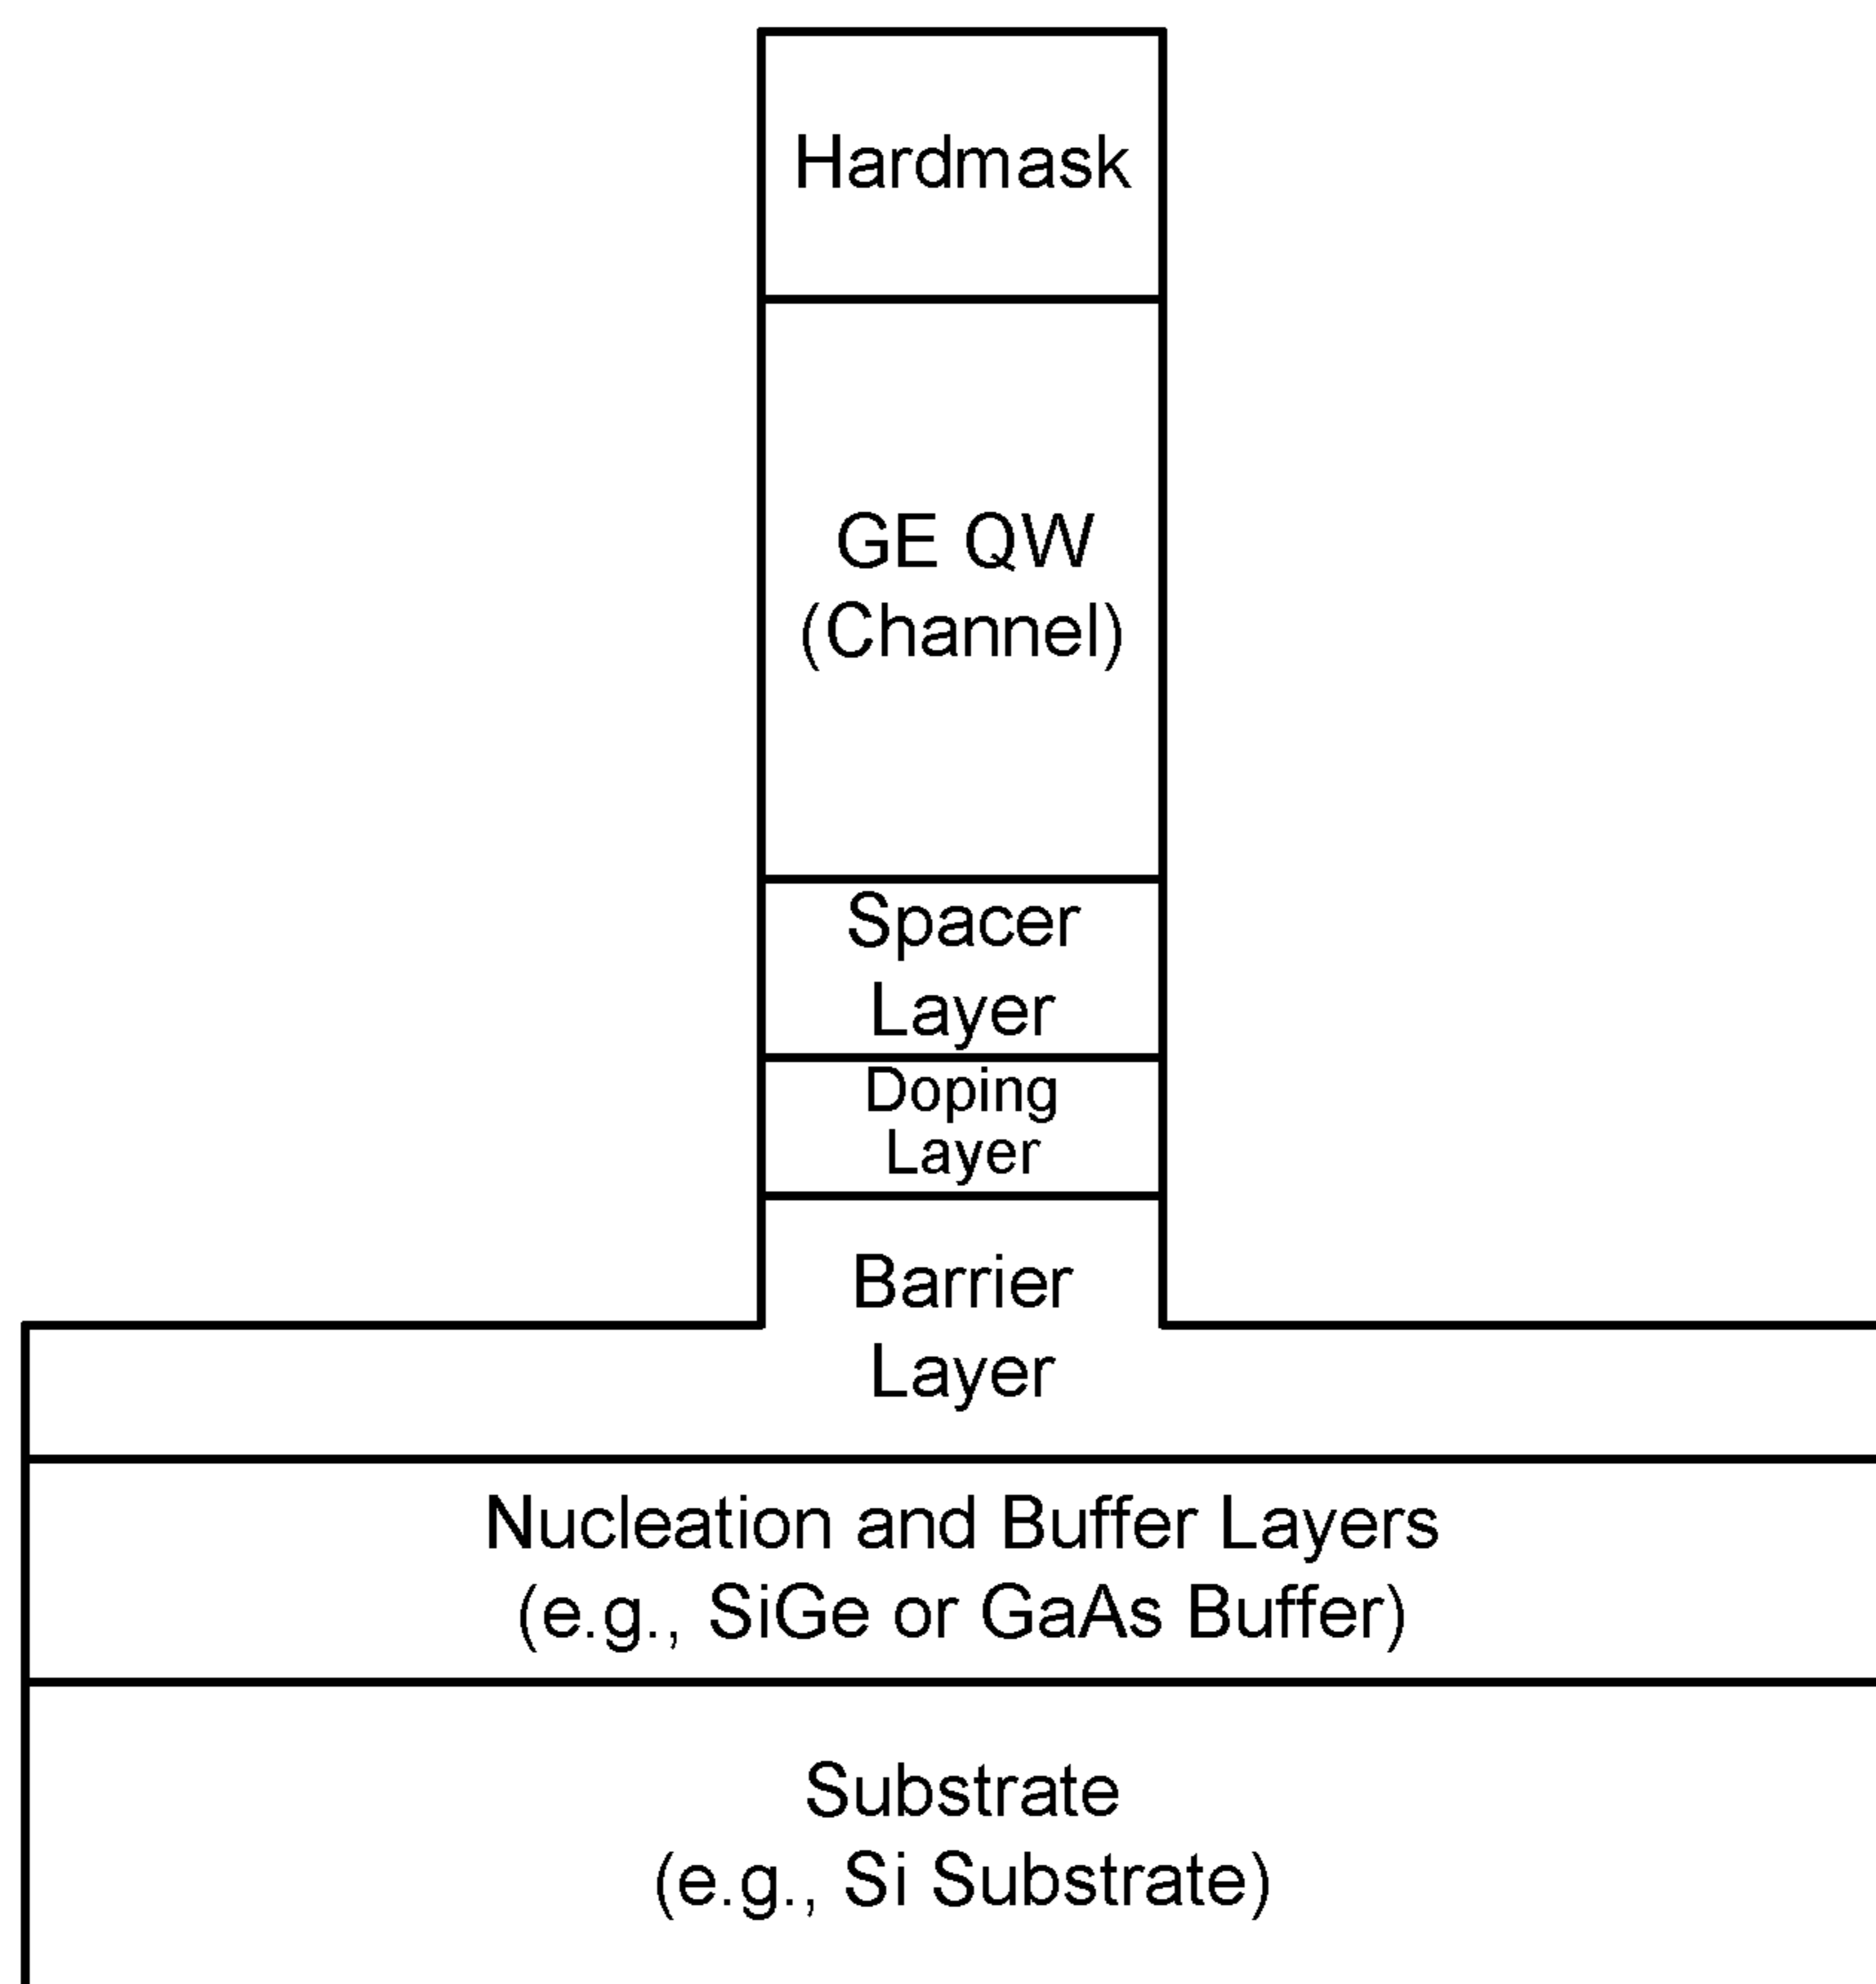 Hardmask
GE QW
(Channel)
Spacer
Layer
Doping
Layer
Barrier
Layer
Nucleation and Buffer Layers
(e.g., SiGe or GaAs Buffer)
Substrate
(e.g., Si Substrate)